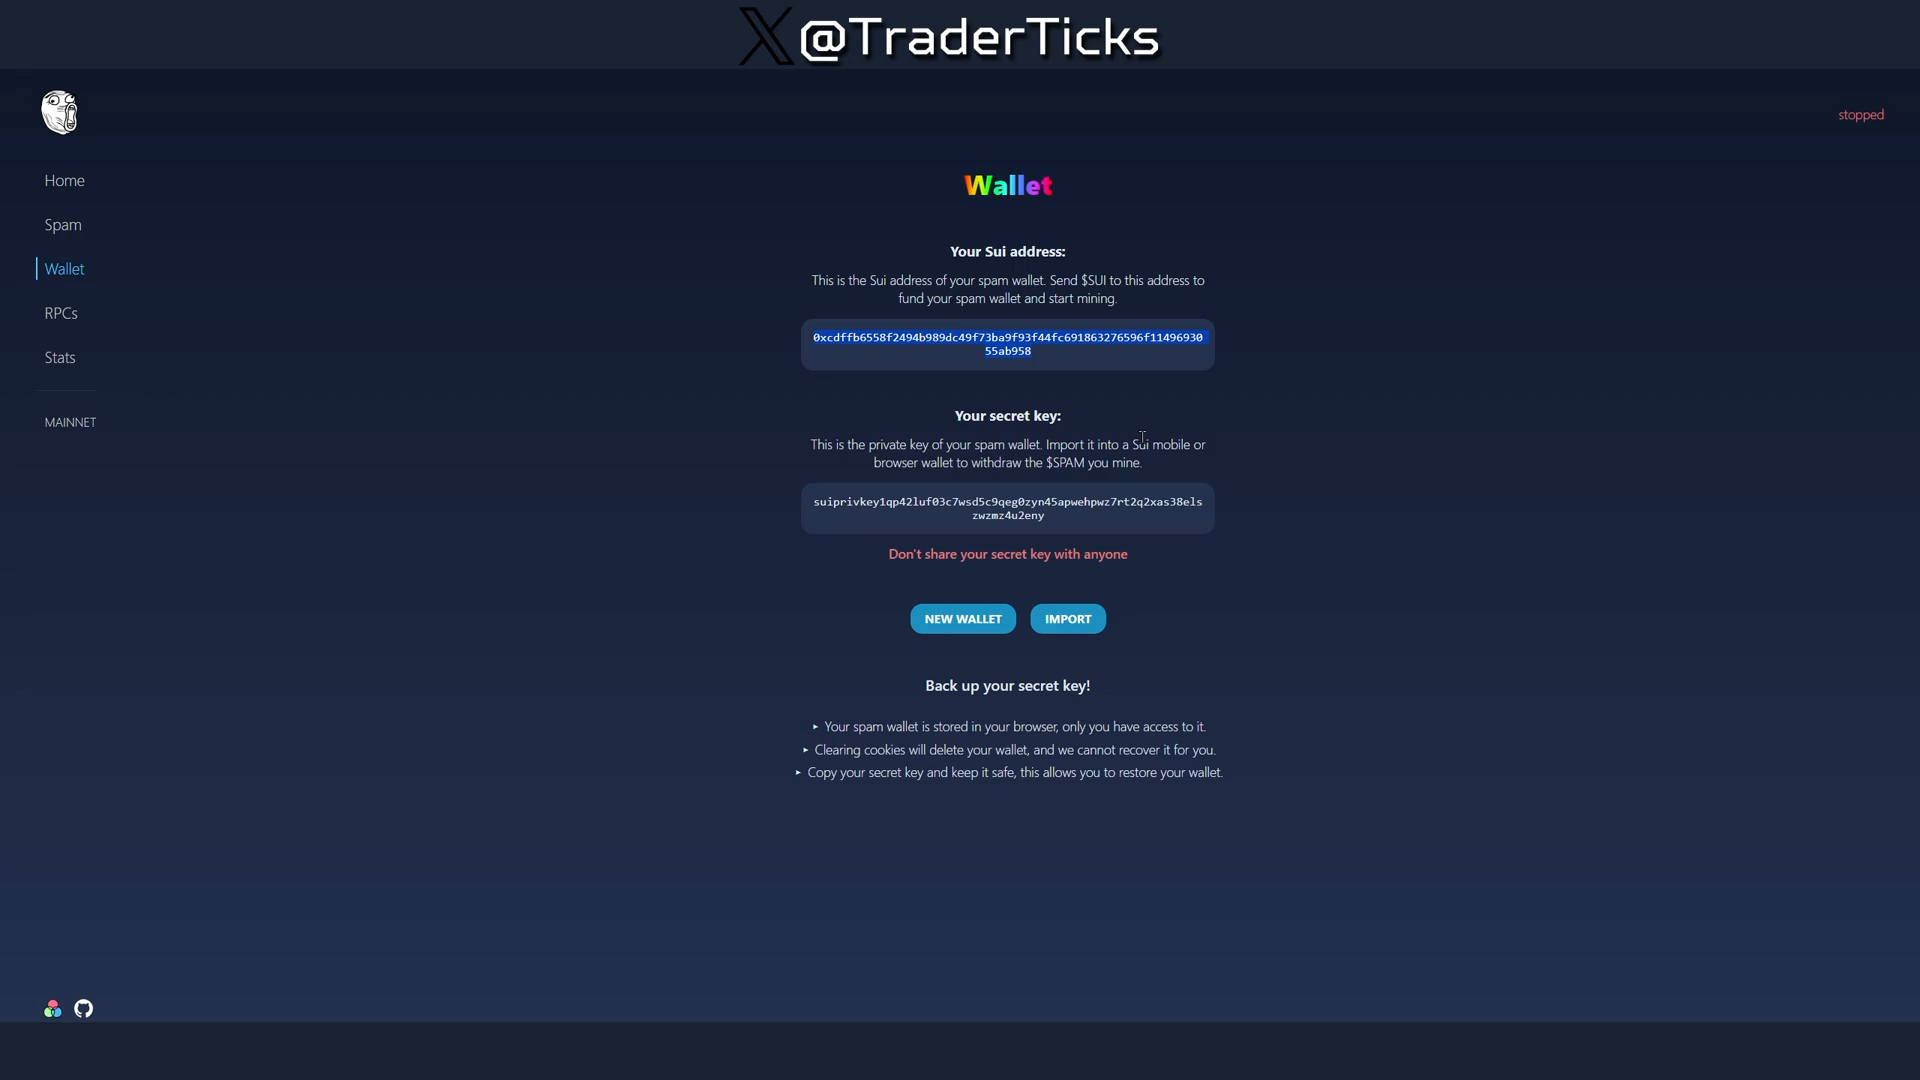 @TraderTicks
stopped
Home
Spam
Wallet
RPCs
Stats
MAINNET
Wallet
Your Sui address:
This is the Sui address of your spam wallet. Send $SUI to this address to
fund your spam wallet and start mining.
0xcdffb6558f2494b989dc49f73ba9f93f44fc691863276596f11496930
55ab958
Your secret key:
This is the private key of your spam wallet. Import it into a Sui mobile or
browser wallet to withdraw the $SPAM you mine.
[private key withheld]
Don't share your secret key with anyone
NEW WALLET IMPORT
Back up your secret key!
▸ Your spam wallet is stored in your browser, only you have access to it.
▸ Clearing cookies will delete your wallet, and we cannot recover it for you.
▸ Copy your secret key and keep it safe, this allows you to restore your wallet.